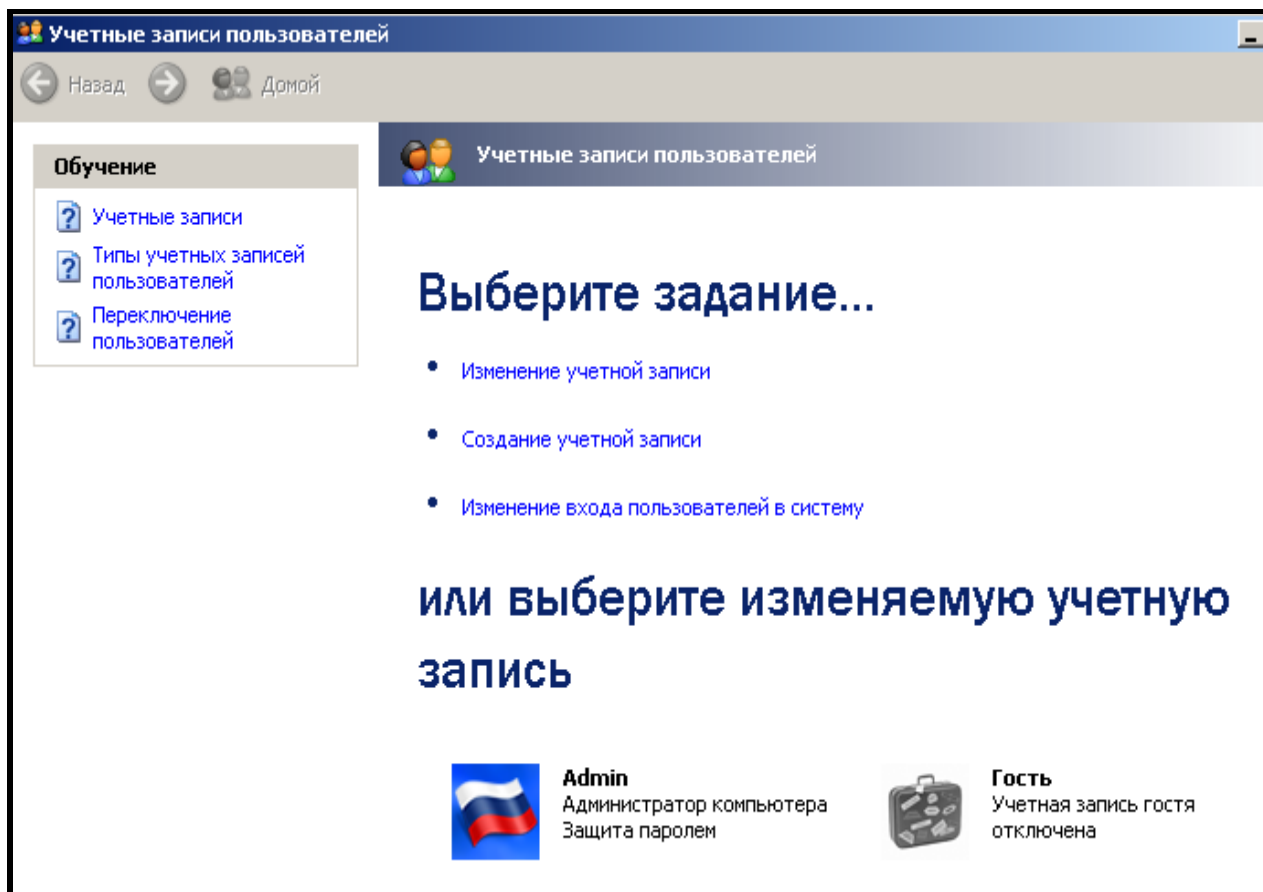 Учетные записи пользователей
Назад
Домой
Обучение
Учетные записи
Типы учетных записей
пользователей
Переключение
пользователей
Учетные записи пользователей
Выберите задание...
Изменение учетной записи
Создание учетной записи
Изменение входа пользователей в систему
или выберите изменяемую учетную
запись
Admin
Администратор компьютера
Защита паролем
Гость
Учетная запись гостя
отключена